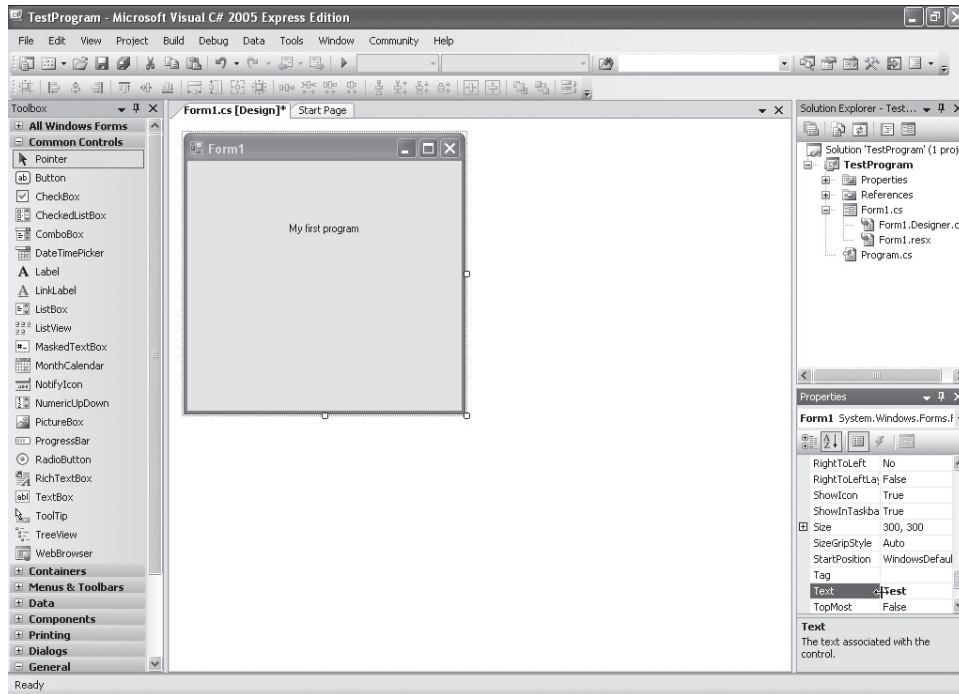 TestProgram - Microsoft Visual C# 2005 Express Edition
File Edit View Project Build Debug Data Tools Window Community Help
Toolbox
All Windows Forms
Common Controls
Pointer
Button
CheckBox
CheckedListBox
ComboBox
DateTimePicker
Label
LinkLabel
ListBox
ListView
MaskedTextBox
MonthCalendar
NotifyIcon
NumericUpDown
PictureBox
ProgressBar
RadioButton
RichTextBox
TextBox
ToolTip
TreeView
WebBrowser
Containers
Menus & Toolbars
Data
Components
Printing
Dialogs
General
Form1.cs [Design]* Start Page
Form1
My first program
Solution Explorer - Test...
Solution 'TestProgram' (1 proj
TestProgram
Properties
References
Form1.cs
Form1.Designer.c
Form1.resx
Program.cs
Properties
Form1 System.Windows.Forms.F
RightToLeft No
RightToLeftLay False
ShowIcon True
ShowInTaskba True
Size 300, 300
SizeGripStyle Auto
StartPosition WindowsDefaul
Tag
Text Test
TopMost False
Text
The text associated with the
control.
Ready